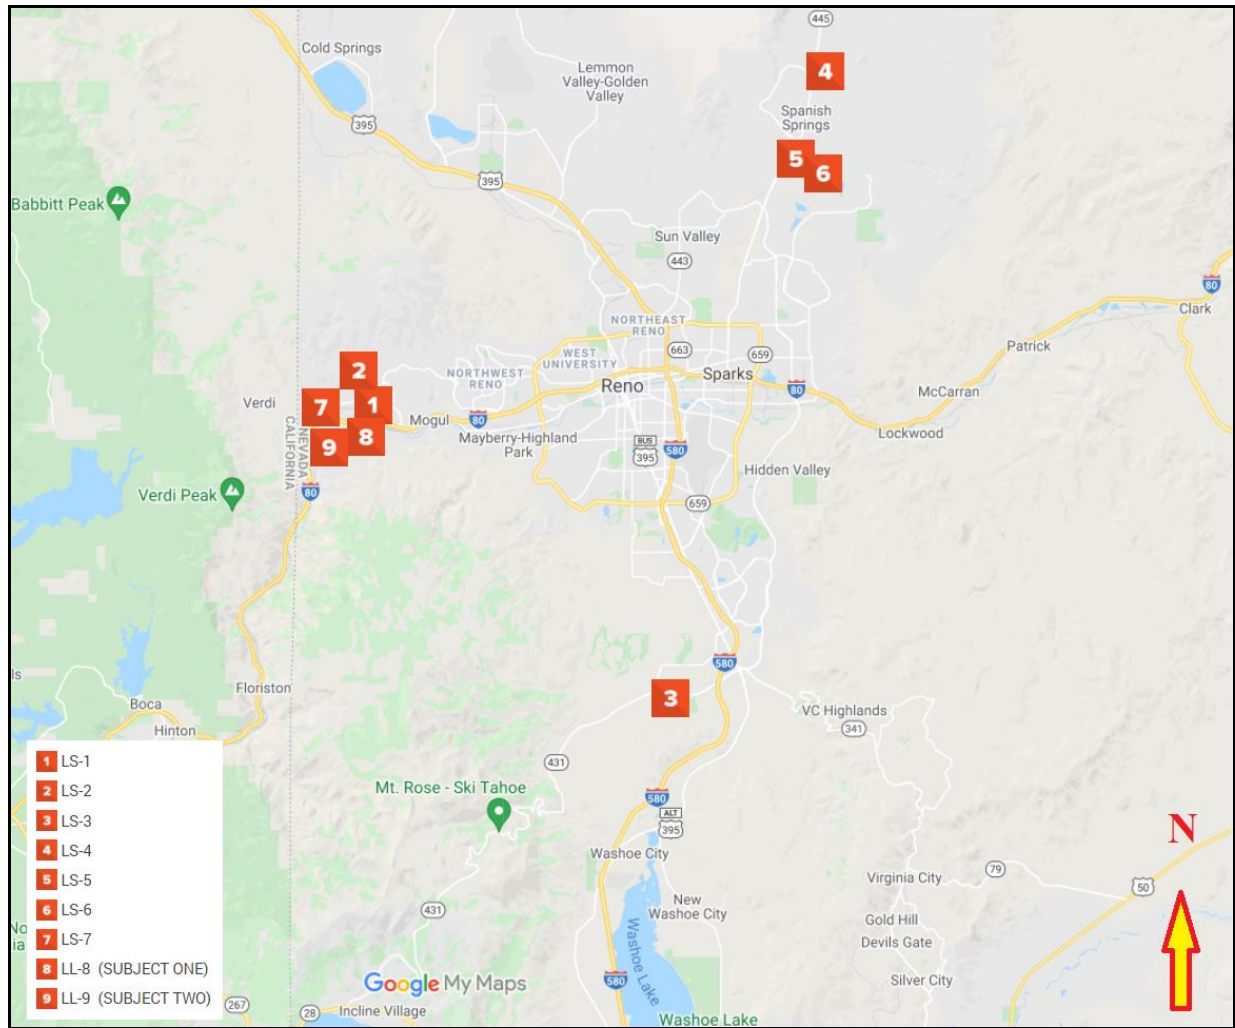 445
Cold Springs
Lemmon
Valley-Golden
Valley
4
Spanish
Springs
395
5
6
395
Babbitt Peak
Sun Valley
443
80
Clark
NORTHEAST
RENO
Patrick
663
659
WEST
UNIVERSITY
2
NORTHWEST
RENO
Reno
Sparks
80
McCarran
Verdi
7
1
Mogul
80
Lockwood
8
Mayberry-Highland
Park
BUS
395
580
9
NEVADA
CALIFORNIA
Hidden Valley
Verdi Peak
80
659
580
ls
Floriston
3
Boca
VC Highlands
Hinton
341
431
1 LS-1
2 LS-2
3 LS-3
4 LS-4
5 LS-5
6 LS-6
7 LS-7
8 LL-8 (SUBJECT ONE)
9 LL-9 (SUBJECT TWO)
Mt. Rose - Ski Tahoe
580
ALT
395
N
Washoe City
79
Virginia City
50
New
Washoe City
431
Gold Hill
No
ia
Devils Gate
Washoe Lake
Google My Maps
580
Silver City
267
28
Incline Village
Washoe Lake